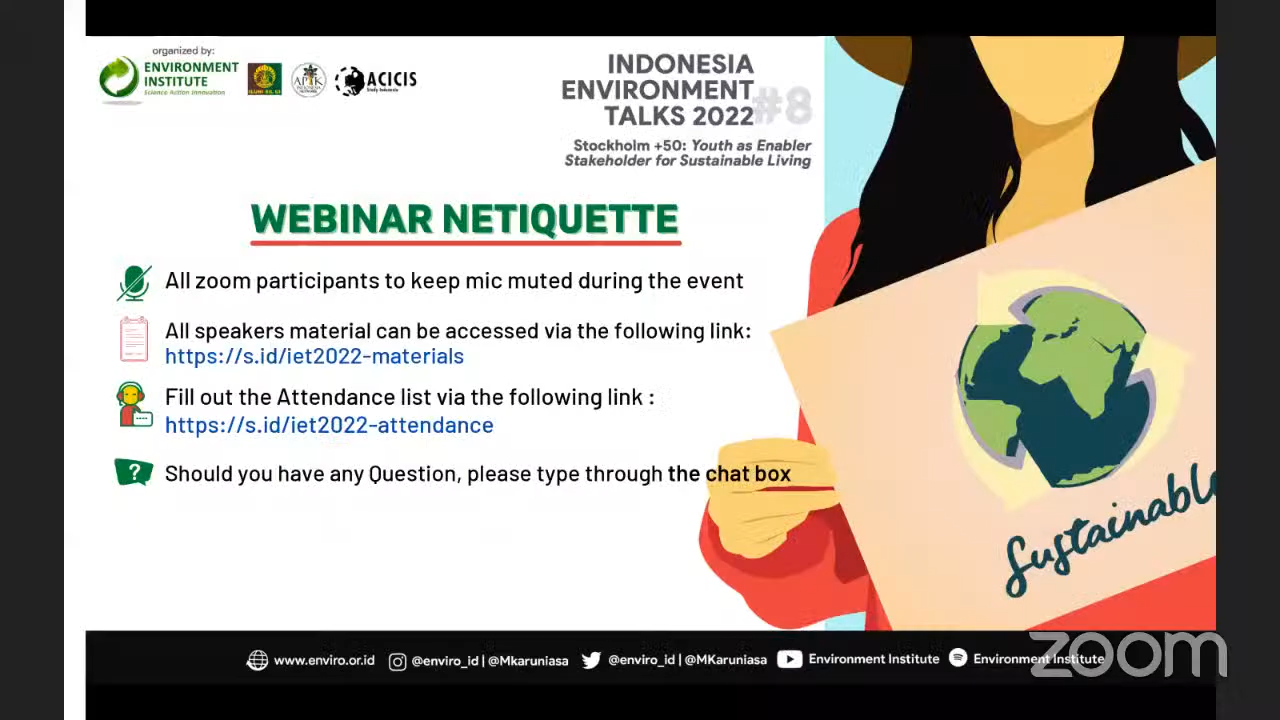 organized by:
ENVIRONMENT
INSTITUTE
Science Action Innovation
ACICIS
Study Indonesia
INDONESIA
ENVIRONMENT
TALKS 2022 #8
Stockholm +50: Youth as Enabler
Stakeholder for Sustainable Living
WEBINAR NETIQUETTE
All zoom participants to keep mic muted during the event
All speakers material can be accessed via the following link:
https://s.id/iet2022-materials
Fill out the Attendance list via the following link :
https://s.id/iet2022-attendance
Should you have any Question, please type through the chat box
Sustainable
www.enviro.or.id @enviro_id | @Mkaruniasa @enviro_id | @MKaruniasa Environment Institute Environment Institute
zoom